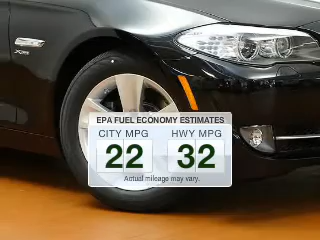 EPA FUEL ECONOMY ESTIMATES
CITY MPG HWY MPG
22 32
Actual mileage may vary.